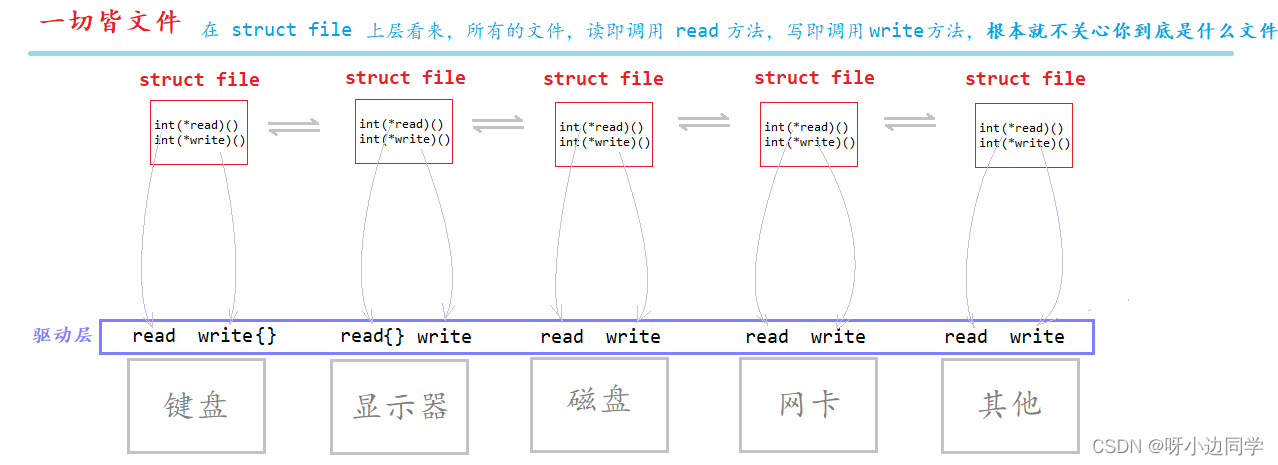 一切皆文件 在 struct file 上层看来，所有的文件，读即调用 read 方法，写即调用write方法，根本就不关心你到底是什么文件
struct file struct file struct file struct file struct file
int(*read)() int(*read)() int(*read)() int(*read)() int(*read)()
int(*write)() int(*write)() int(*write)() int(*write)() int(*write)()
驱动层 read write{} read{} write read write read write read write
键盘 显示器 磁盘 网卡 其他
CSDN @呀小边同学